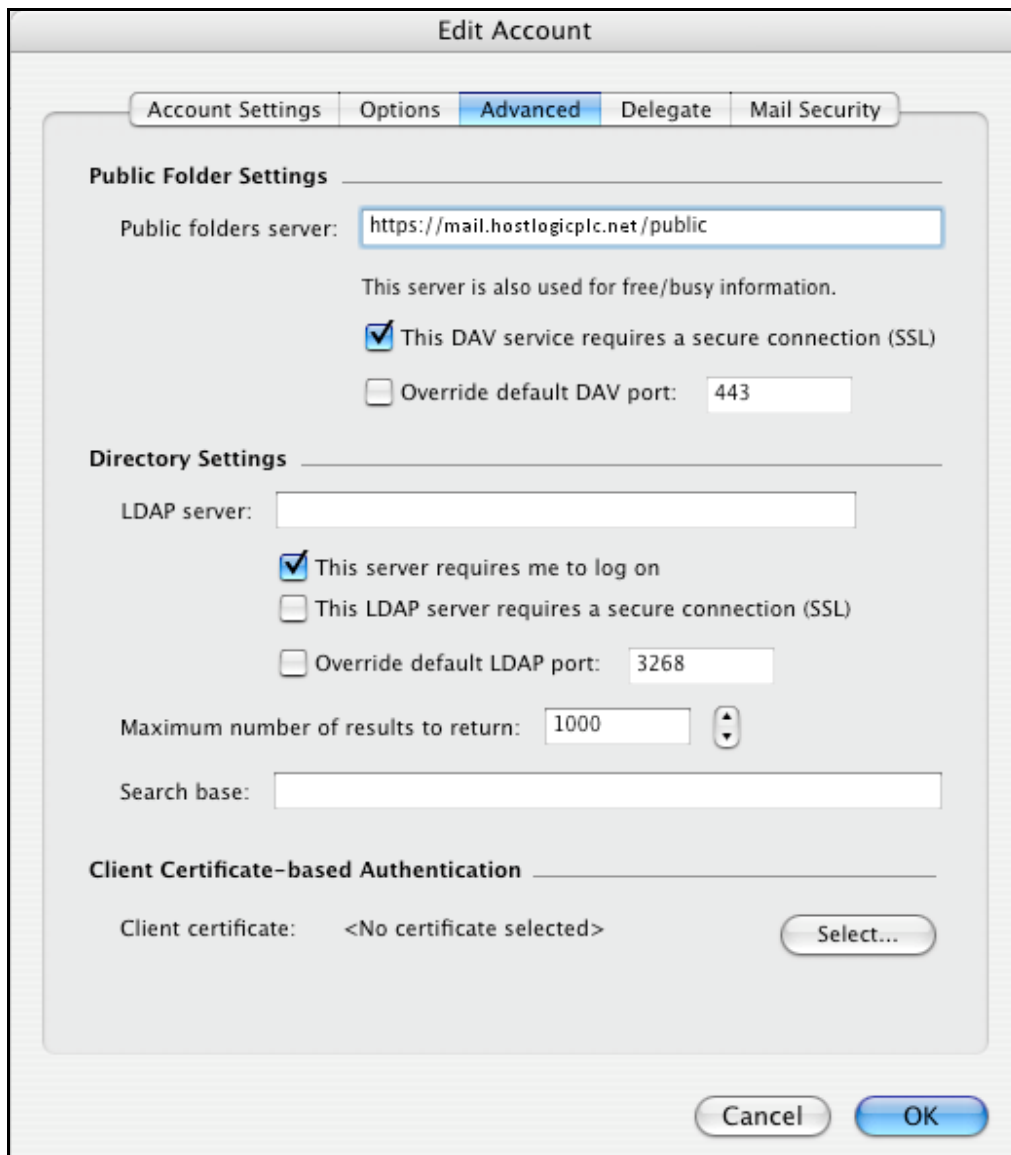 Edit Account
Account Settings Options Advanced Delegate Mail Security
Public Folder Settings
Public folders server: https://mail.hostlogicplc.net/public
This server is also used for free/busy information.
This DAV service requires a secure connection (SSL)
Override default DAV port: 443
Directory Settings
LDAP server:
This server requires me to log on
This LDAP server requires a secure connection (SSL)
Override default LDAP port: 3268
Maximum number of results to return: 1000
Search base:
Client Certificate-based Authentication
Client certificate: <No certificate selected> Select...
Cancel OK